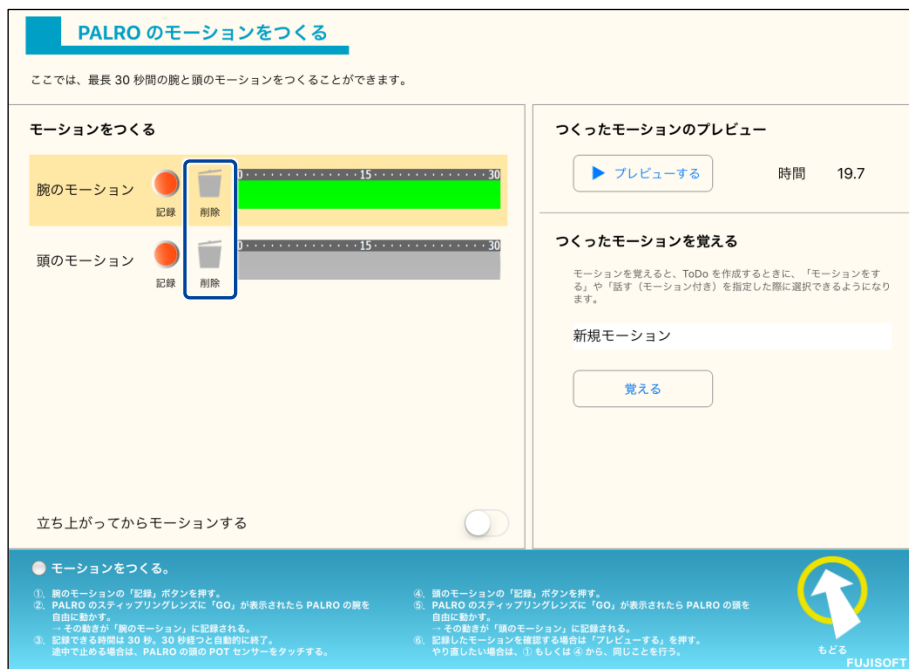 PALRO のモーションをつくる
ここでは、最長 30 秒間の腕と頭のモーションをつくることができます。
モーションをつくる
腕のモーション
記録
削除
0
15
30
頭のモーション
記録
削除
0
15
30
立ち上がってからモーションする
つくったモーションのプレビュー
プレビューする
時間
19.7
つくったモーションを覚える
モーションを覚えると、ToDo を作成するときに、「モーションをす
る」や「話す(モーション付き)を指定した際に選択できるようになり
ます。
新規モーション
覚える
モーションをつくる。
①、腕のモーションの「記録」ボタンを押す。
②、PALRO のスティップリングレンズに「GO」が表示されたら PALRO の腕を
自由に動かす。
→ その動きが「腕のモーション」に記録される。
③、記録できる時間は 30 秒。30 秒経つと自動的に終了。
途中で止める場合は、PALRO の頭の POT センサーをタッチする。
④、頭のモーションの「記録」ボタンを押す。
⑤、PALRO のスティップリングレンズに「GO」が表示されたら PALRO の頭を
自由に動かす。
→ その動きが「頭のモーション」に記録される。
⑥、記録したモーションを確認する場合は「プレビューする」を押す。
やり直したい場合は、① もしくは ④ から、同じことを行う。
もどる
FUJISOFT